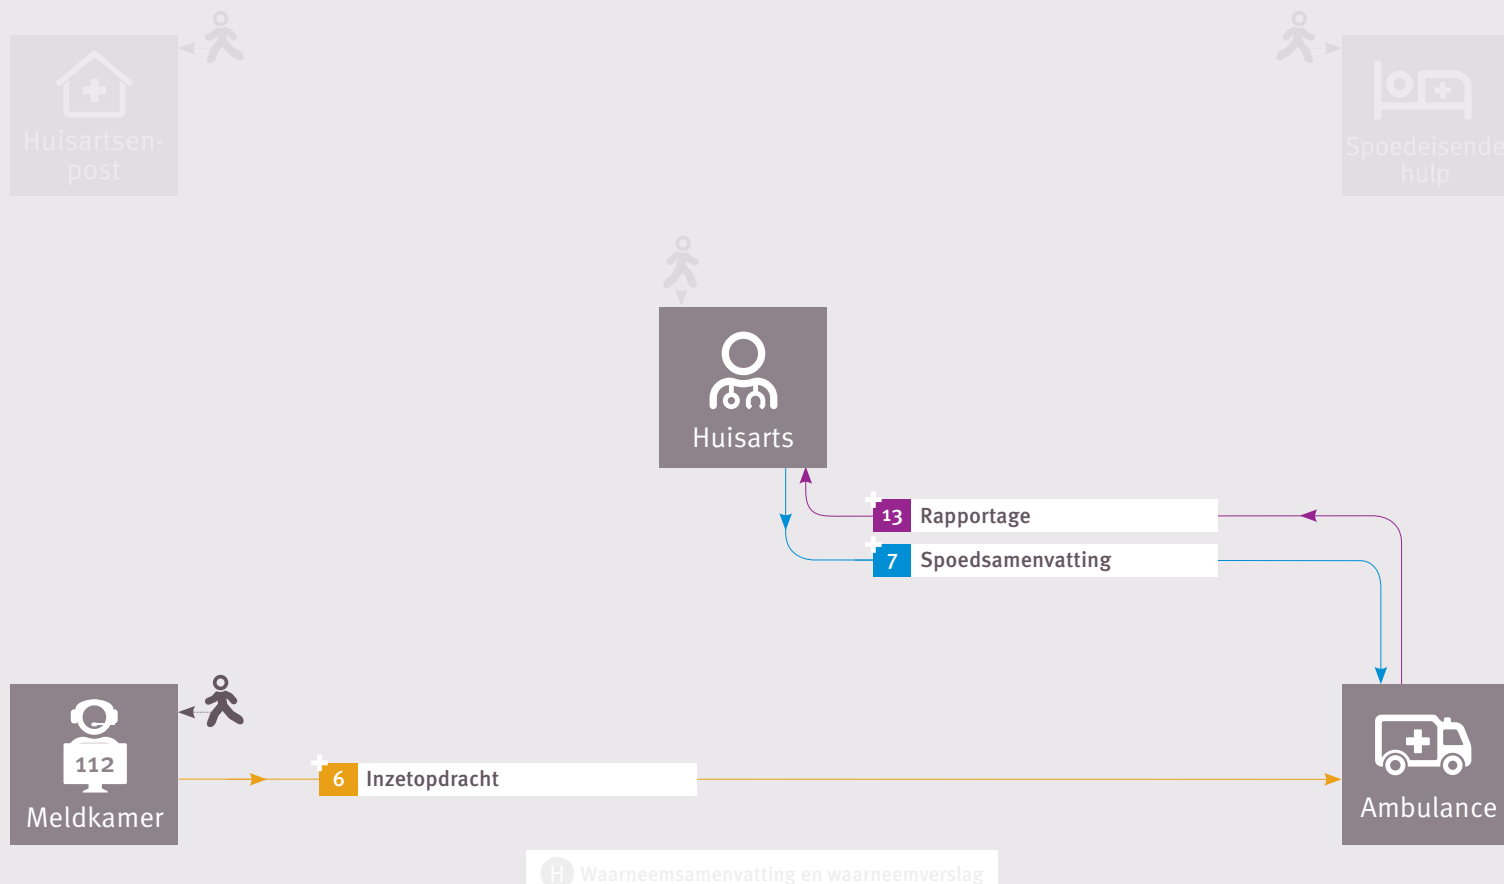 Huisartsen-
post
Spoedeisende
hulp
Huisarts
13 Rapportage
7 Spoedsamenvatting
112
Meldkamer
6 Inzetopdracht
Ambulance
H Waarneemsamenvatting en waarneemverslag